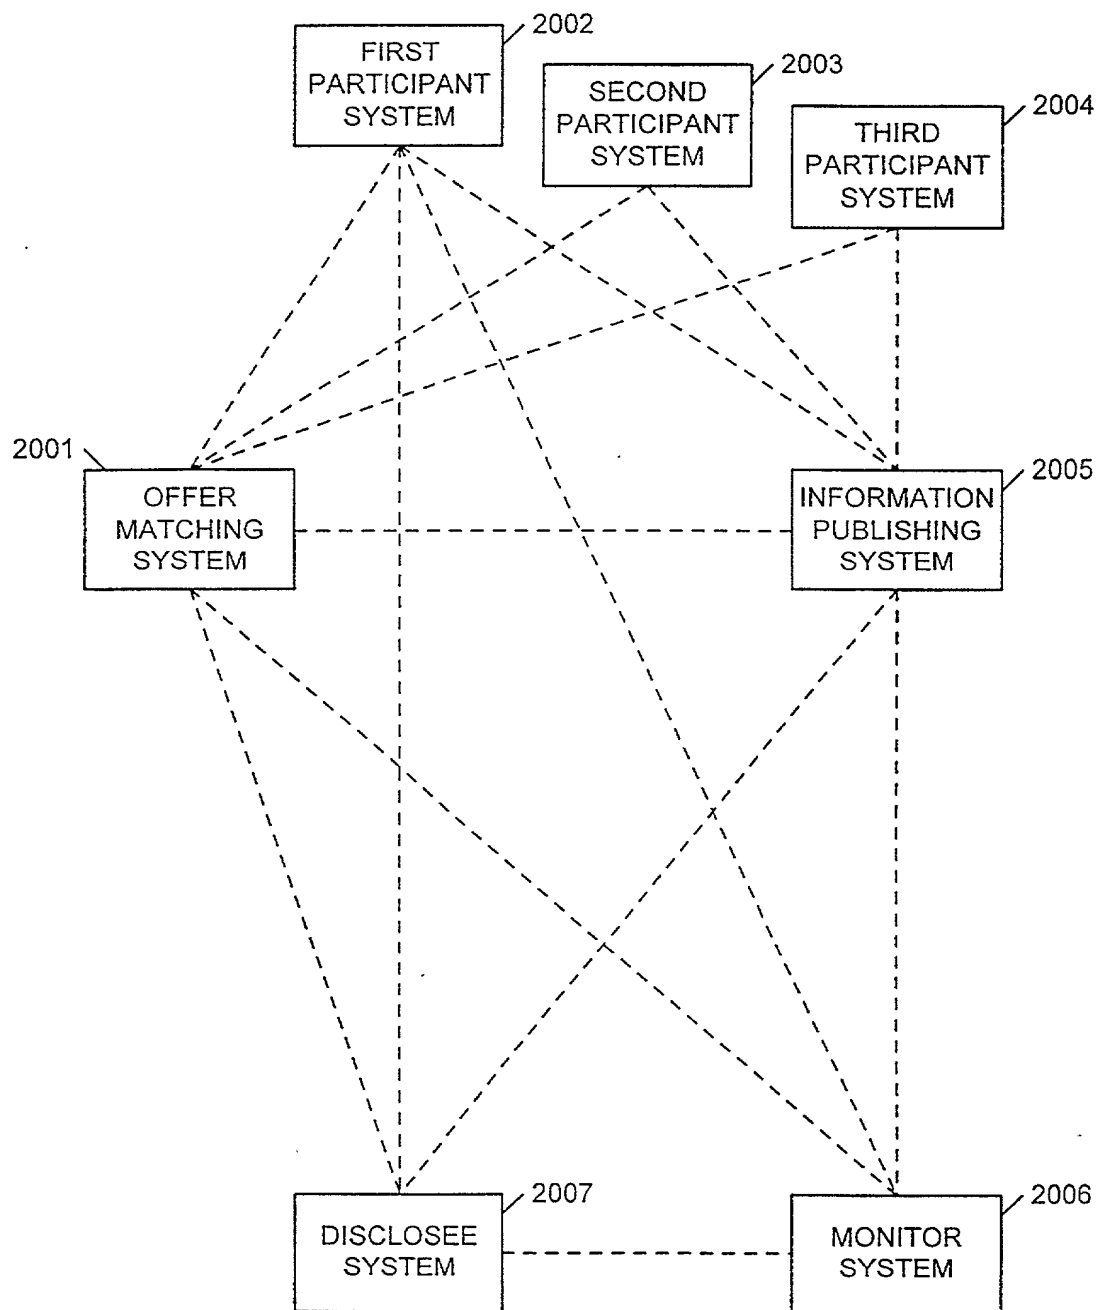 2002
FIRST
PARTICIPANT
SYSTEM
2003
SECOND
PARTICIPANT
SYSTEM
2004
THIRD
PARTICIPANT
SYSTEM
2001
OFFER
MATCHING
SYSTEM
2005
INFORMATION
PUBLISHING
SYSTEM
2007
DISCLOSEE
SYSTEM
2006
MONITOR
SYSTEM